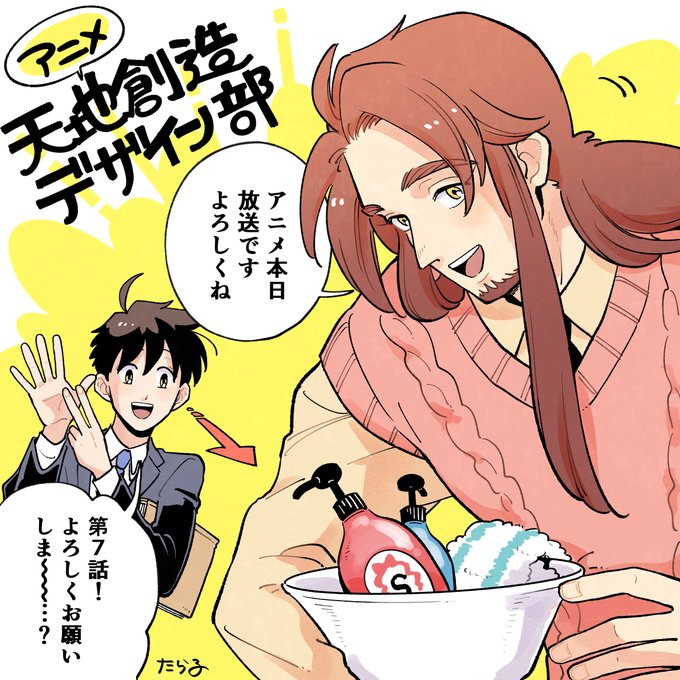 アニメ
天地創造
デザイン部
アニメ本日
放送です
よろしくね
第7話!
よろしくお願い
しま〜〜〜…?
S
たら子